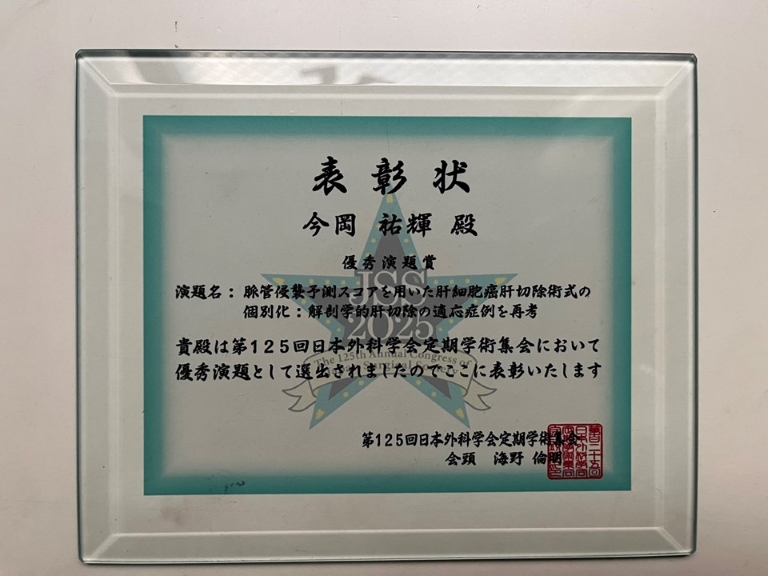 表彰状
今岡 祐輝 殿
優秀演題賞
演題名：脈管侵襲予測スコアを用いた肝細胞癌肝切除術式の
個別化：解剖学的肝切除の適応症例を再考
貴殿は第125回日本外科学会定期学術集会において
優秀演題として選出されましたのでここに表彰いたします
JSS
2025
The 125th Annual Congress of
Surgical
第125回日本外科学会定期学術集会
会頭 海野 倫明